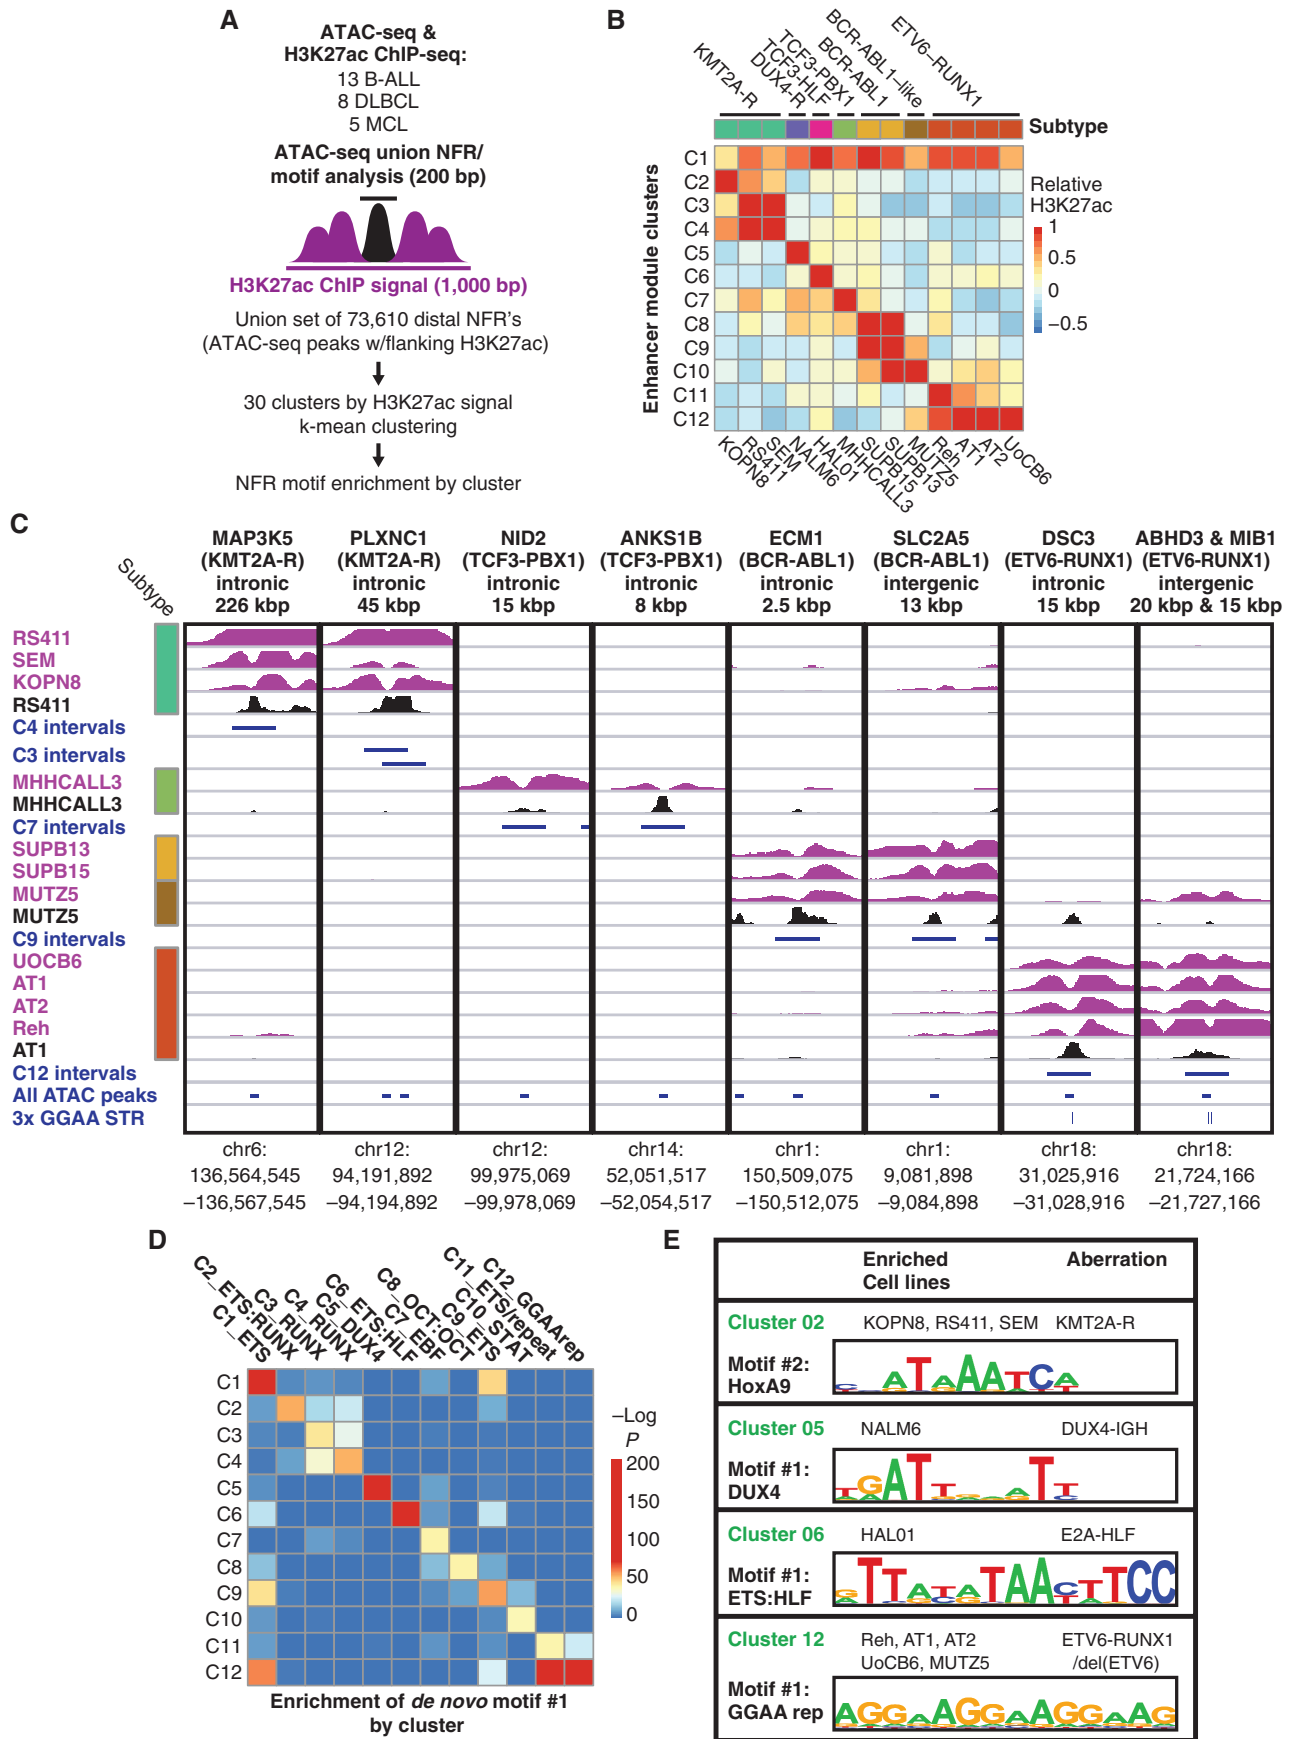 A
ATAC-seq &
H3K27ac ChIP-seq:
13 B-ALL
8 DLBCL
5 MCL
ATAC-seq union NFR/
motif analysis (200 bp)
H3K27ac ChIP signal (1,000 bp)
Union set of 73,610 distal NFR's
(ATAC-seq peaks w/flanking H3K27ac)
30 clusters by H3K27ac signal
k-mean clustering
NFR motif enrichment by cluster
B
KMT2A-R
DUX4-R
TCF3-HLF
TCF3-PBX1
BCR-ABL1
BCR-ABL1–like
ETV6–RUNX1
Subtype
Enhancer module clusters
C1
C2
C3
C4
C5
C6
C7
C8
C9
C10
C11
C12
Relative
H3K27ac
1
0.5
0
−0.5
KOPN8
RS411
SEM
NALM6
HAL01
MHHCALL3
SUPB15
SUPB13
MUTZ5
Reh
AT1
AT2
UoCB6
C
Subtype
MAP3K5
(KMT2A-R)
intronic
226 kbp
PLXNC1
(KMT2A-R)
intronic
45 kbp
NID2
(TCF3-PBX1)
intronic
15 kbp
ANKS1B
(TCF3-PBX1)
intronic
8 kbp
ECM1
(BCR-ABL1)
intronic
2.5 kbp
SLC2A5
(BCR-ABL1)
intergenic
13 kbp
DSC3
(ETV6-RUNX1)
intronic
15 kbp
ABHD3 & MIB1
(ETV6-RUNX1)
intergenic
20 kbp & 15 kbp
RS411
SEM
KOPN8
RS411
C4 intervals
C3 intervals
MHHCALL3
MHHCALL3
C7 intervals
SUPB13
SUPB15
MUTZ5
MUTZ5
C9 intervals
UOCB6
AT1
AT2
Reh
AT1
C12 intervals
All ATAC peaks
3x GGAA STR
chr6:
136,564,545
–136,567,545
chr12:
94,191,892
–94,194,892
chr12:
99,975,069
–99,978,069
chr14:
52,051,517
–52,054,517
chr1:
150,509,075
–150,512,075
chr1:
9,081,898
–9,084,898
chr18:
31,025,916
–31,028,916
chr18:
21,724,166
–21,727,166
D
C1_ETS
C2_ETS:RUNX
C3_RUNX
C4_RUNX
C5_DUX4
C6_ETS:HLF
C7_EBF
C8_OCT:OCT
C9_ETS
C10_STAT
C11_ETS/repeat
C12_GGAArep
C1
C2
C3
C4
C5
C6
C7
C8
C9
C10
C11
C12
–Log
P
200
150
100
50
0
Enrichment of de novo motif #1
by cluster
E
Enriched
Cell lines
Aberration
Cluster 02
KOPN8, RS411, SEM
KMT2A-R
Motif #2:
HoxA9
ATAAATCA
Cluster 05
NALM6
DUX4-IGH
Motif #1:
DUX4
Cluster 06
HAL01
E2A-HLF
Motif #1:
ETS:HLF
Cluster 12
Reh, AT1, AT2
UoCB6, MUTZ5
ETV6-RUNX1
/del(ETV6)
Motif #1:
GGAA rep
AGGAAGGAAGGAAG